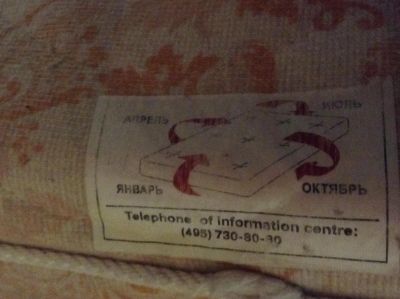 АПРЕЛЬ ИЮЛЬ
ЯНВАРЬ ОКТЯБРЬ
Telephone of information centre:
(495) 730-80-30